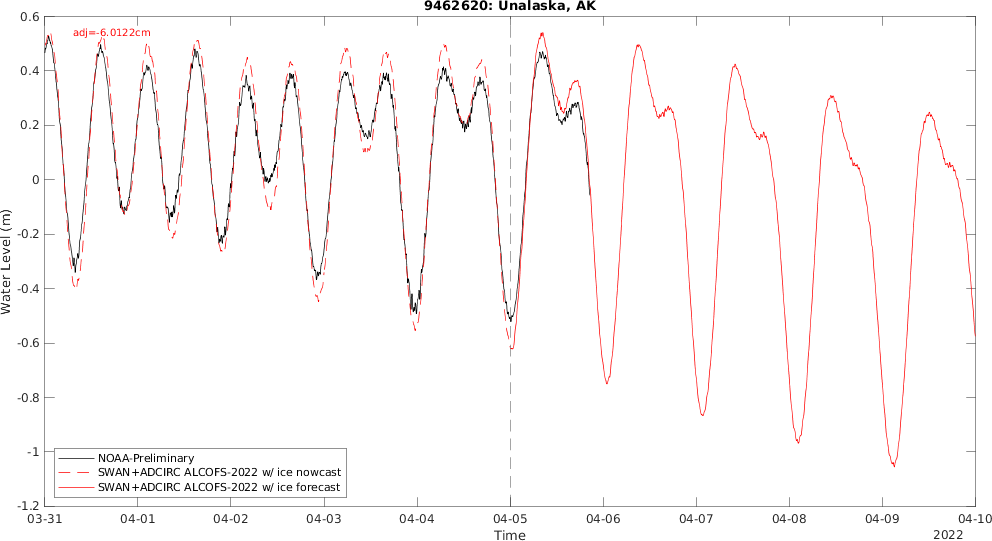 9462620: Unalaska, AK
adj=-6.0122cm
0.6
0.4
0.2
0
-0.2
-0.4
-0.6
-0.8
-1
-1.2
Water Level (m)
NOAA-Preliminary
SWAN+ADCIRC ALCOFS-2022 w/ ice nowcast
SWAN+ADCIRC ALCOFS-2022 w/ ice forecast
03-31 04-01 04-02 04-03 04-04 04-05 04-06 04-07 04-08 04-09 04-10
Time
2022